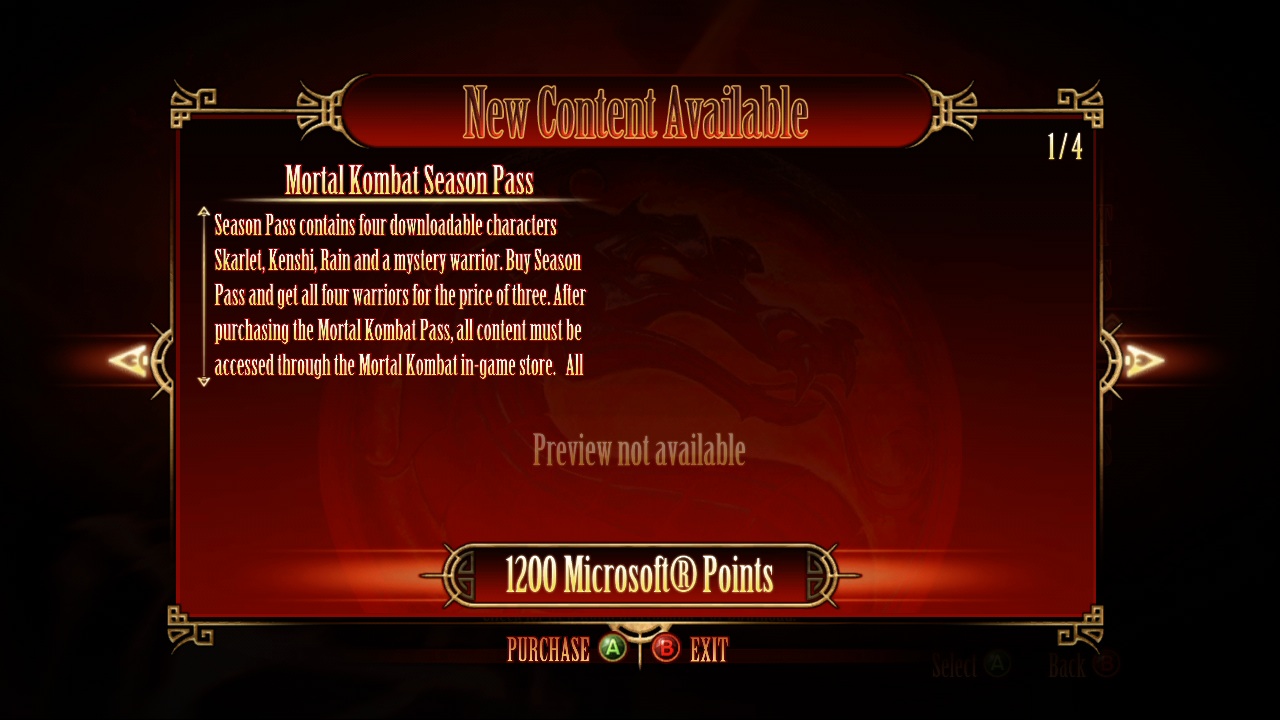 New Content Available
1/4
Mortal Kombat Season Pass
Season Pass contains four downloadable characters
Skarlet, Kenshi, Rain and a mystery warrior. Buy Season
Pass and get all four warriors for the price of three. After
purchasing the Mortal Kombat Pass, all content must be
accessed through the Mortal Kombat in-game store.   All
Preview not available
1200 Microsoft® Points
PURCHASE A B EXIT
Select A Back B